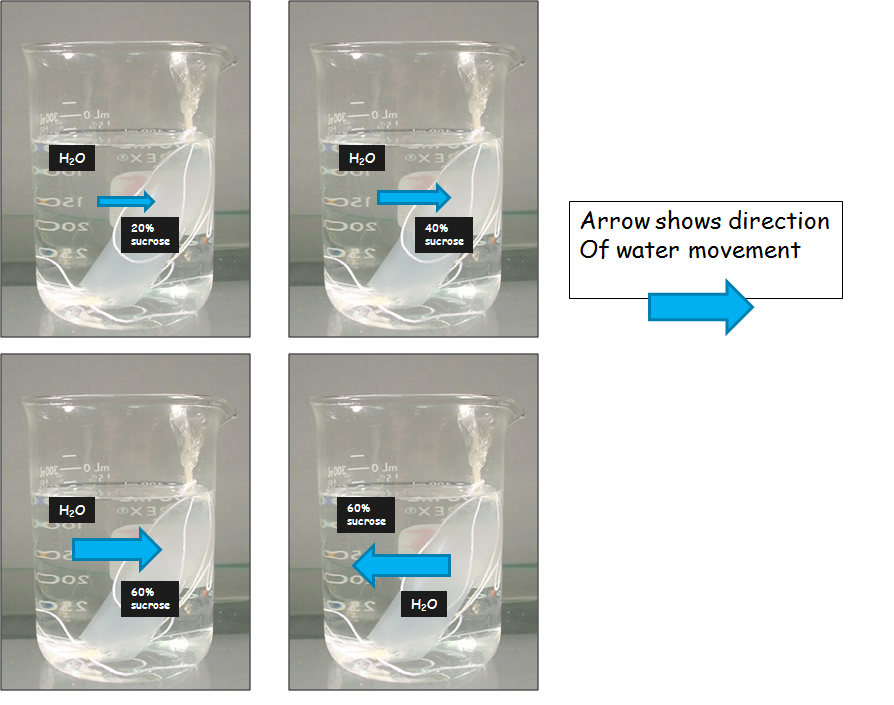 H₂O
20%
sucrose
H₂O
40%
sucrose
Arrow shows direction
Of water movement
H₂O
60%
sucrose
60%
sucrose
H₂O